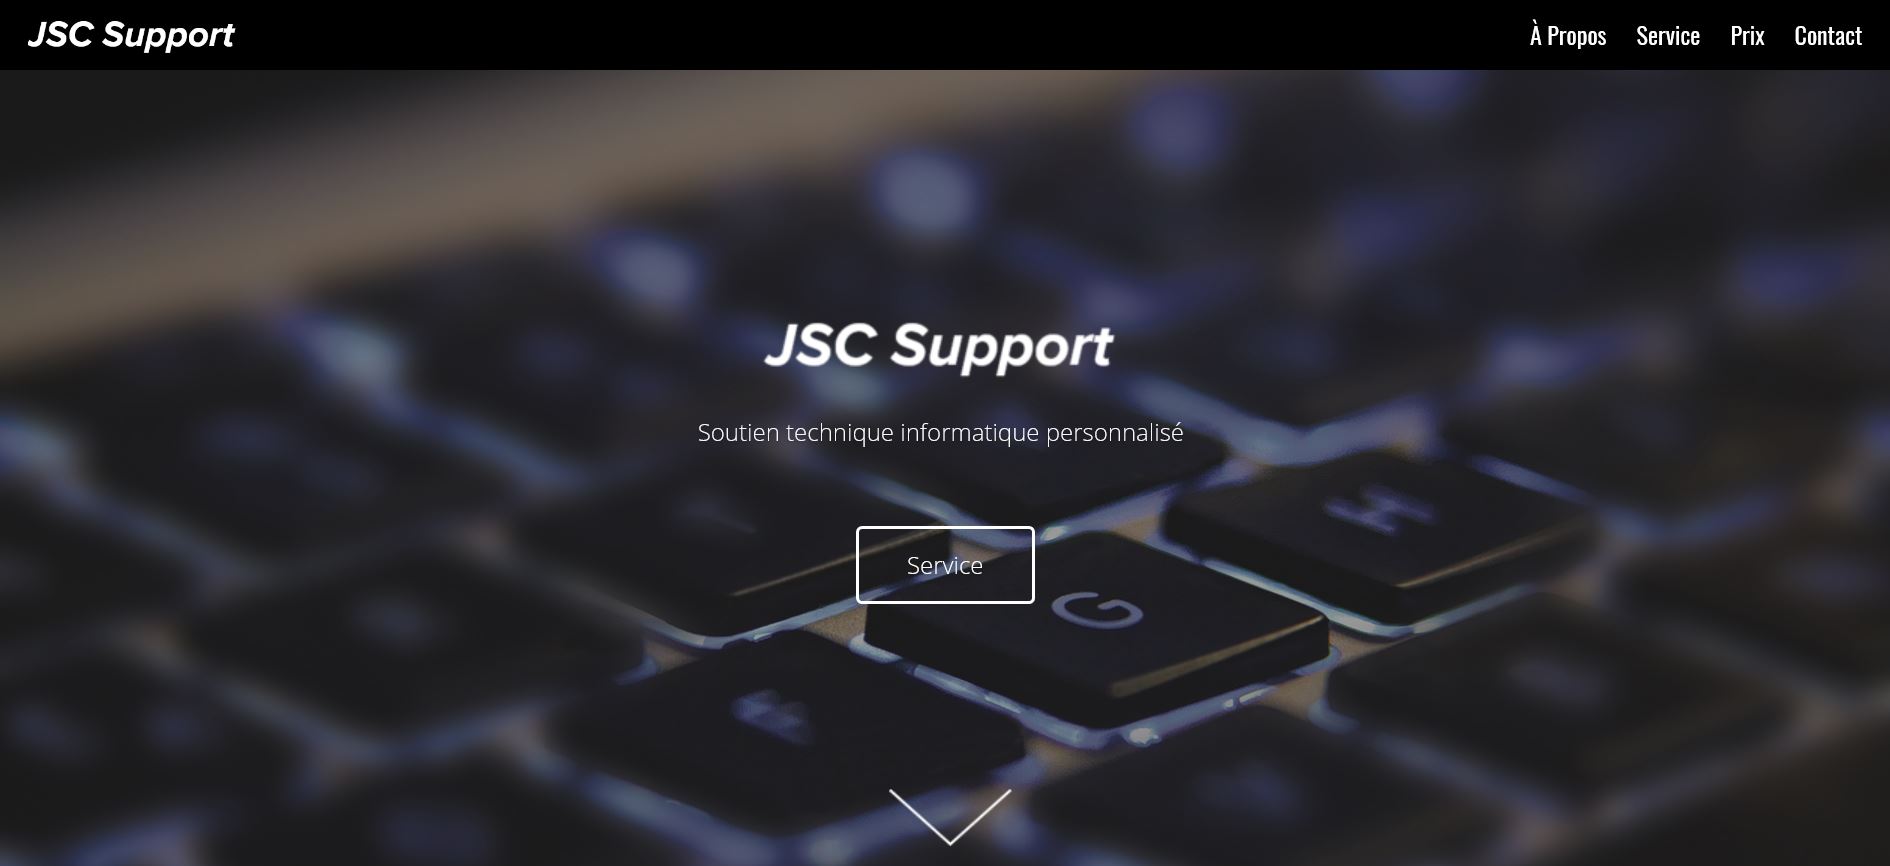 JSC Support
À Propos Service Prix Contact
JSC Support
Soutien technique informatique personnalisé
Service
H
G